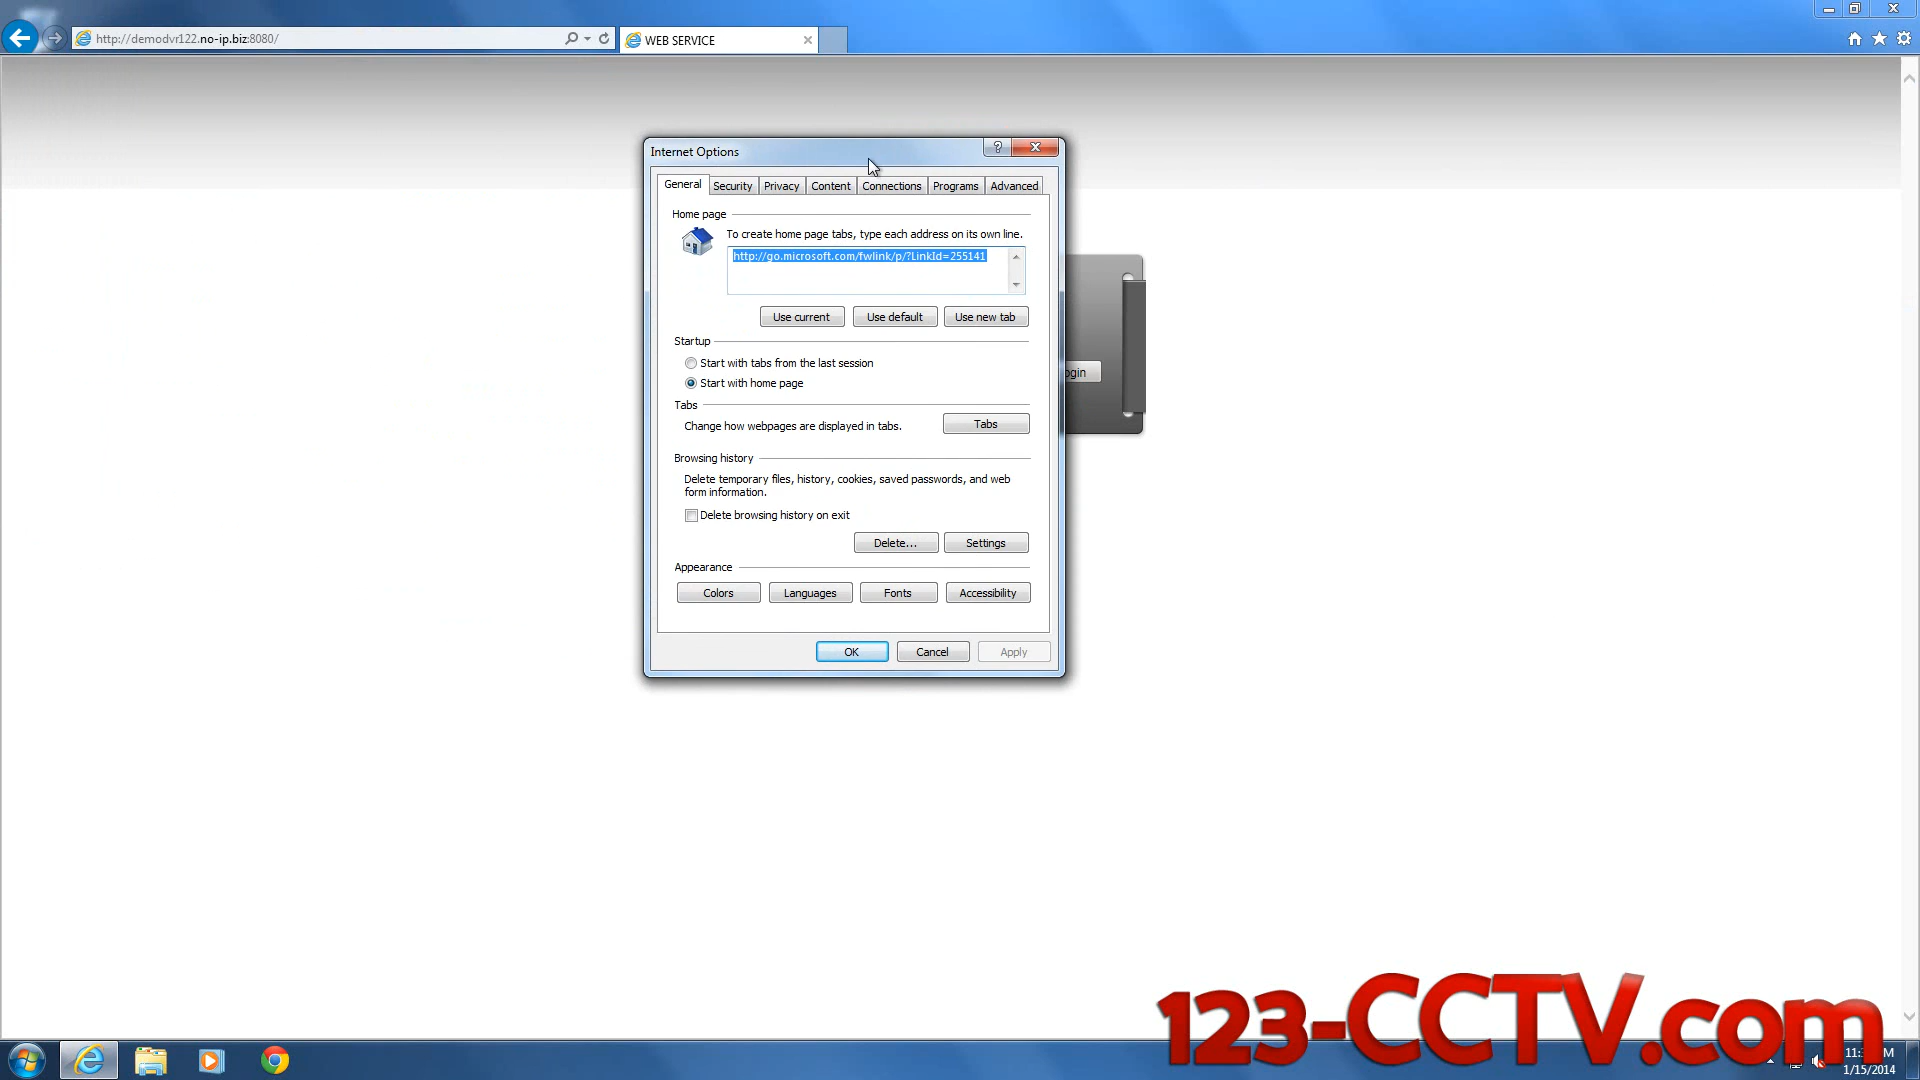 http://demodvr122.no-ip.biz:8080/
WEB SERVICE
Internet Options
General Security Privacy Content Connections Programs Advanced
Home page
To create home page tabs, type each address on its own line.
http://go.microsoft.com/fwlink/p/?LinkId=255141
Use current Use default Use new tab
Startup
Start with tabs from the last session
Start with home page
Tabs
Change how webpages are displayed in tabs.
Tabs
Browsing history
Delete temporary files, history, cookies, saved passwords, and web
form information.
Delete browsing history on exit
Delete... Settings
Appearance
Colors Languages Fonts Accessibility
OK Cancel Apply
123-CCTV.com
1/15/2014